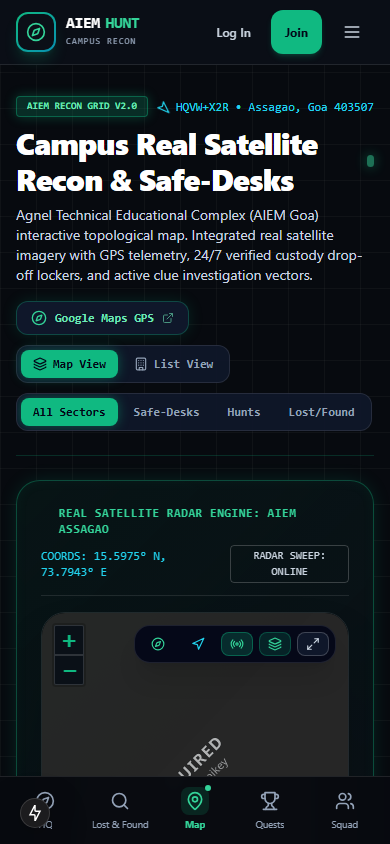 AIEM HUNT
CAMPUS RECON
Log In
Join
AIEM RECON GRID V2.0
HQVW+X2R • Assagao, Goa 403507
Campus Real Satellite
Recon & Safe-Desks
Agnel Technical Educational Complex (AIEM Goa)
interactive topological map. Integrated real satellite
imagery with GPS telemetry, 24/7 verified custody drop-
off lockers, and active clue investigation vectors.
Google Maps GPS
Map View
List View
All Sectors
Safe-Desks
Hunts
Lost/Found
REAL SATELLITE RADAR ENGINE: AIEM
ASSAGAO
COORDS: 15.5975° N,
73.7943° E
RADAR SWEEP:
ONLINE
+
−
Lost & Found
Map
Quests
Squad